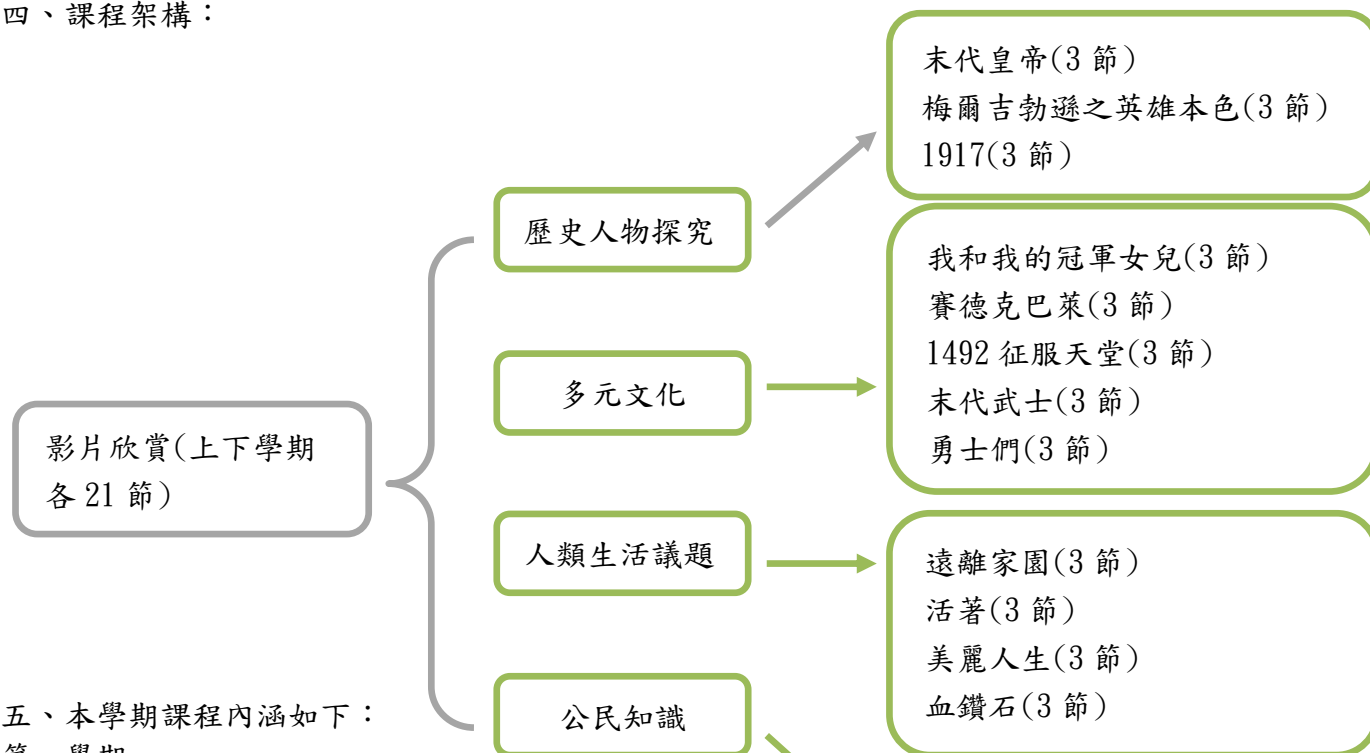 四、課程架構：
影片欣賞(上下學期
各 21 節)
歷史人物探究
末代皇帝(3 節)
梅爾吉勃遜之英雄本色(3 節)
1917(3 節)
多元文化
我和我的冠軍女兒(3 節)
賽德克巴萊(3 節)
1492 征服天堂(3 節)
末代武士(3 節)
勇士們(3 節)
人類生活議題
遠離家園(3 節)
活著(3 節)
美麗人生(3 節)
血鑽石(3 節)
公民知識
五、本學期課程內涵如下：